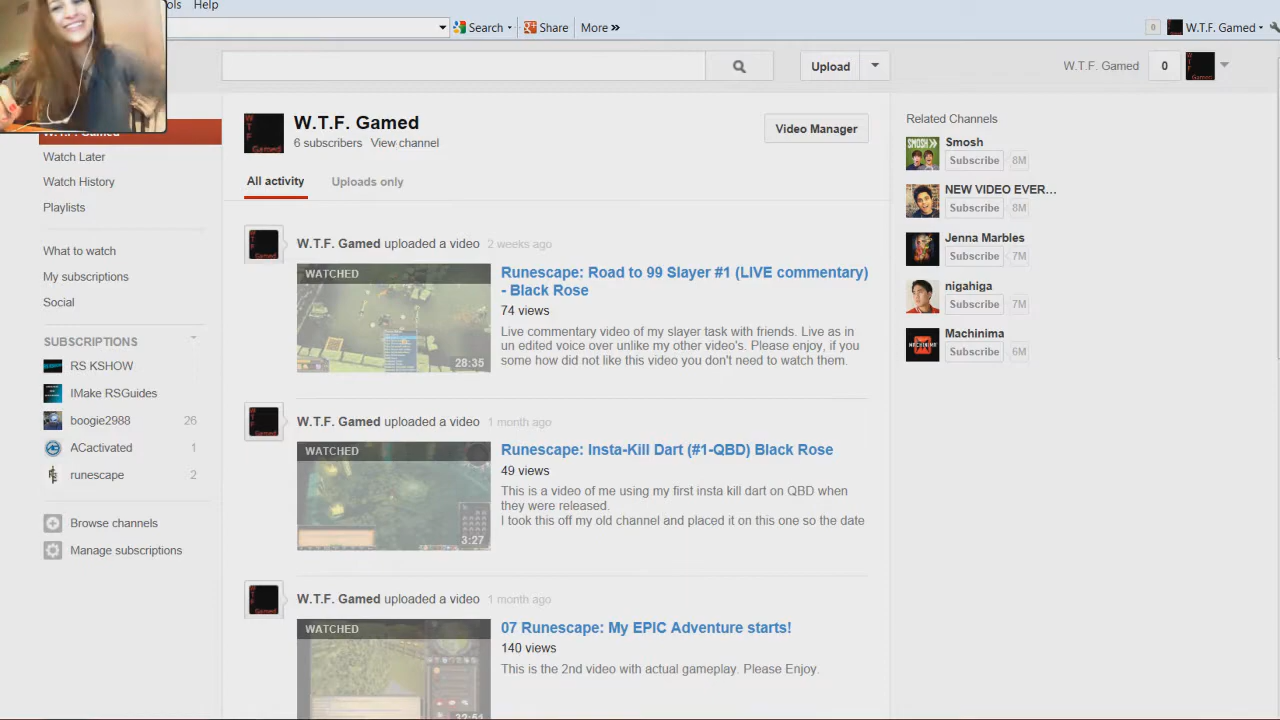 ols Help
Search Share More »
0 W.T.F. Gamed
Upload W.T.F. Gamed 0
W.T.F. Gamed
Watch Later
Watch History
Playlists
What to watch
My subscriptions
Social
SUBSCRIPTIONS
RS KSHOW
IMake RSGuides
boogie2988 26
ACactivated 1
runescape 2
Browse channels
Manage subscriptions
W.T.F. Gamed
6 subscribers View channel
Video Manager
All activity Uploads only
W.T.F. Gamed uploaded a video 2 weeks ago
WATCHED
28:35
Runescape: Road to 99 Slayer #1 (LIVE commentary)
- Black Rose
74 views
Live commentary video of my slayer task with friends. Live as in
un edited voice over unlike my other video's. Please enjoy, if you
some how did not like this video you don't need to watch them.
W.T.F. Gamed uploaded a video 1 month ago
WATCHED
3:27
Runescape: Insta-Kill Dart (#1-QBD) Black Rose
49 views
This is a video of me using my first insta kill dart on QBD when
they were released.
I took this off my old channel and placed it on this one so the date
W.T.F. Gamed uploaded a video 1 month ago
WATCHED
32:51
07 Runescape: My EPIC Adventure starts!
140 views
This is the 2nd video with actual gameplay. Please Enjoy.
Related Channels
SMOSH
Smosh
Subscribe 8M
NEW VIDEO EVER...
Subscribe 8M
Jenna Marbles
Subscribe 7M
nigahiga
Subscribe 7M
MACHINIMA
Machinima
Subscribe 6M